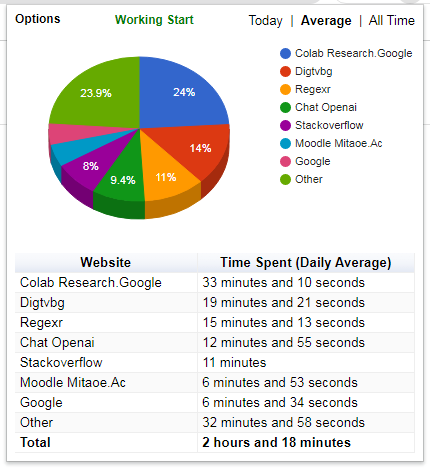 Options Working Start Today | Average | All Time
Colab Research.Google
Digtvbg
Regexr
Chat Openai
Stackoverflow
Moodle Mitaoe.Ac
Google
Other
24%
14%
11%
9.4%
8%
23.9%
Website Time Spent (Daily Average)
Colab Research.Google 33 minutes and 10 seconds
Digtvbg 19 minutes and 21 seconds
Regexr 15 minutes and 13 seconds
Chat Openai 12 minutes and 55 seconds
Stackoverflow 11 minutes
Moodle Mitaoe.Ac 6 minutes and 53 seconds
Google 6 minutes and 34 seconds
Other 32 minutes and 58 seconds
Total 2 hours and 18 minutes